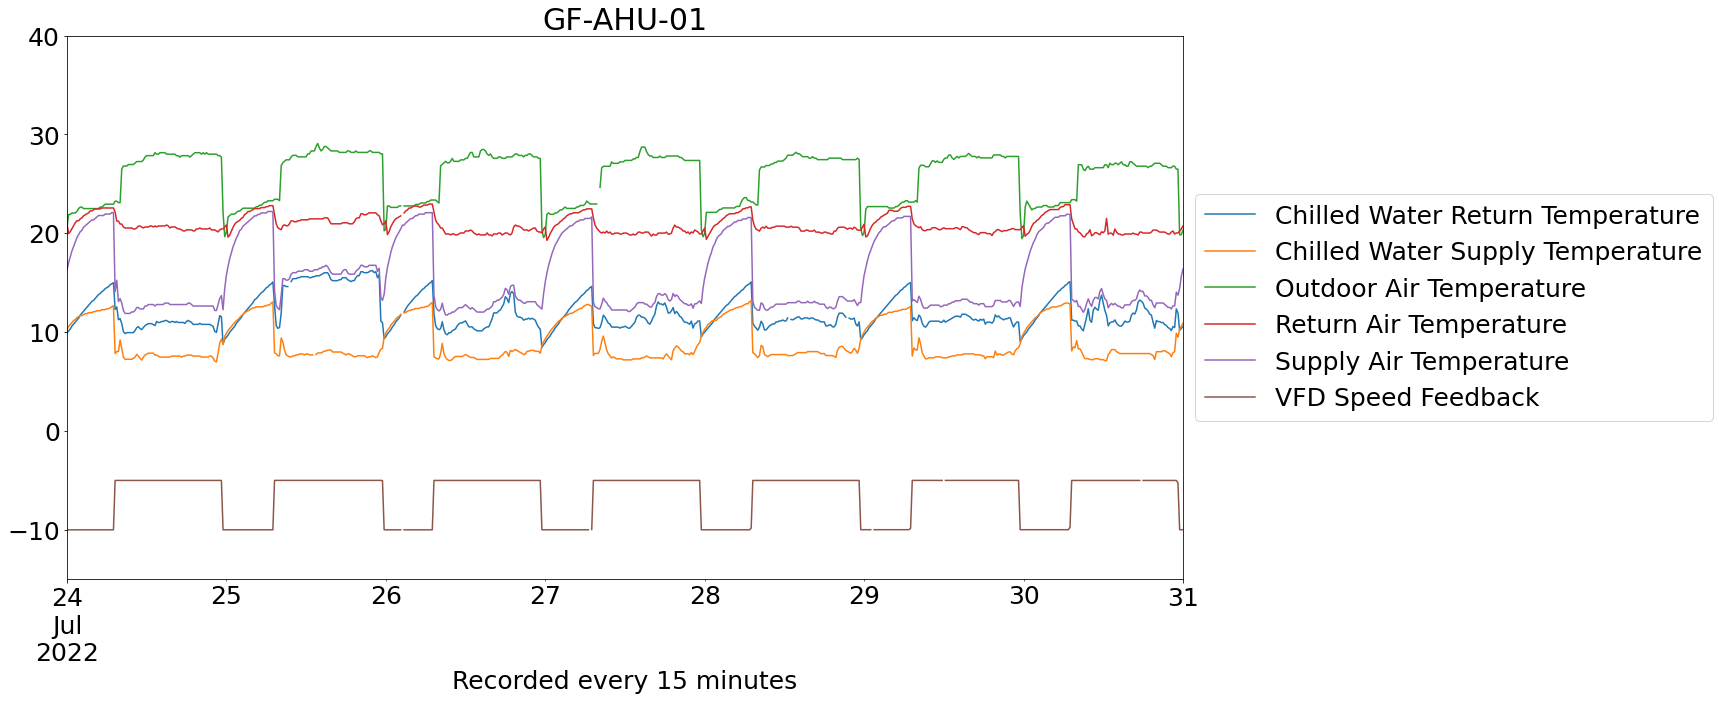 GF-AHU-01
40
30
20
10
0
−10
24 25 26 27 28 29 30 31
Jul
2022
Recorded every 15 minutes
Chilled Water Return Temperature
Chilled Water Supply Temperature
Outdoor Air Temperature
Return Air Temperature
Supply Air Temperature
VFD Speed Feedback